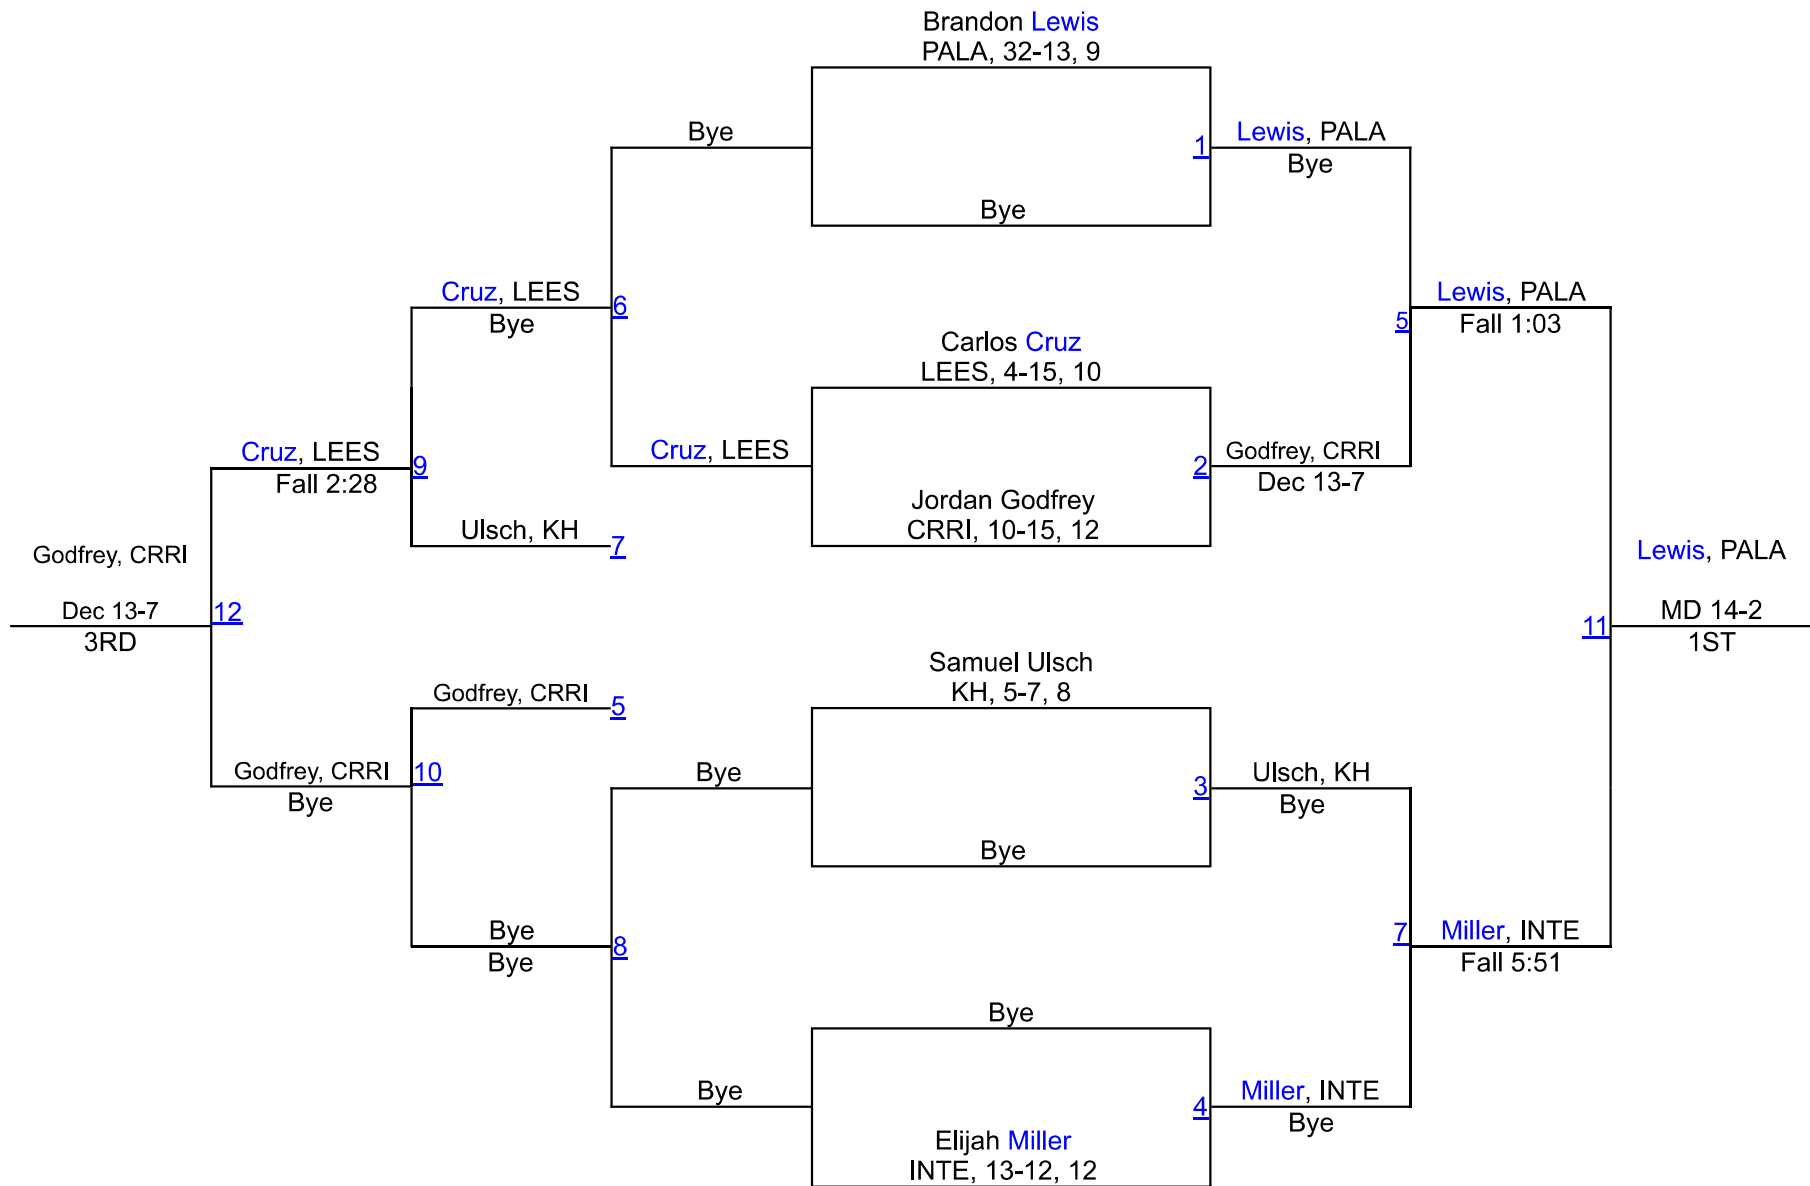 Brandon Lewis
PALA, 32-13, 9
Bye
1
Lewis, PALA
Bye
Bye
Cruz, LEES
Bye
6
Lewis, PALA
Fall 1:03
5
Carlos Cruz
LEES, 4-15, 10
Cruz, LEES
Fall 2:28
9
Cruz, LEES
2
Godfrey, CRRI
Dec 13-7
Jordan Godfrey
CRRI, 10-15, 12
Ulsch, KH
7
Godfrey, CRRI
Dec 13-7
3RD
12
Lewis, PALA
MD 14-2
1ST
11
Samuel Ulsch
KH, 5-7, 8
Godfrey, CRRI
5
Godfrey, CRRI
Bye
10
Bye
3
Ulsch, KH
Bye
Bye
Bye
Bye
8
7
Miller, INTE
Fall 5:51
Bye
Bye
4
Miller, INTE
Bye
Elijah Miller
INTE, 13-12, 12